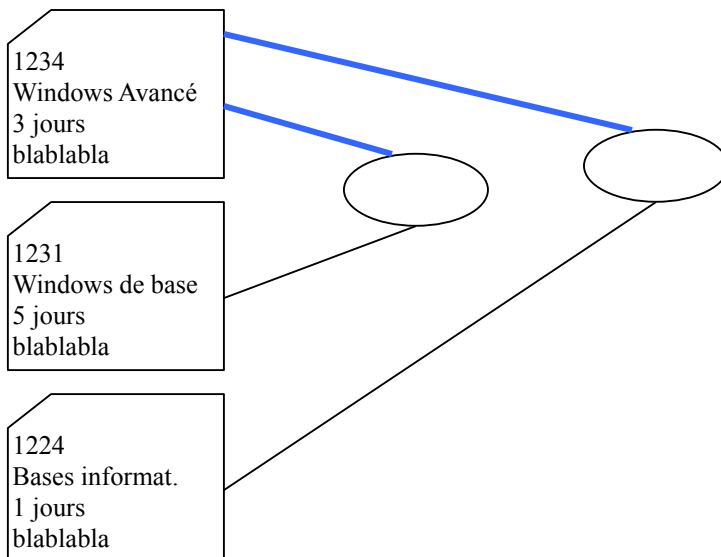 1234
Windows Avancé
3 jours
blablabla
1231
Windows de base
5 jours
blablabla
1224
Bases informat.
1 jours
blablabla